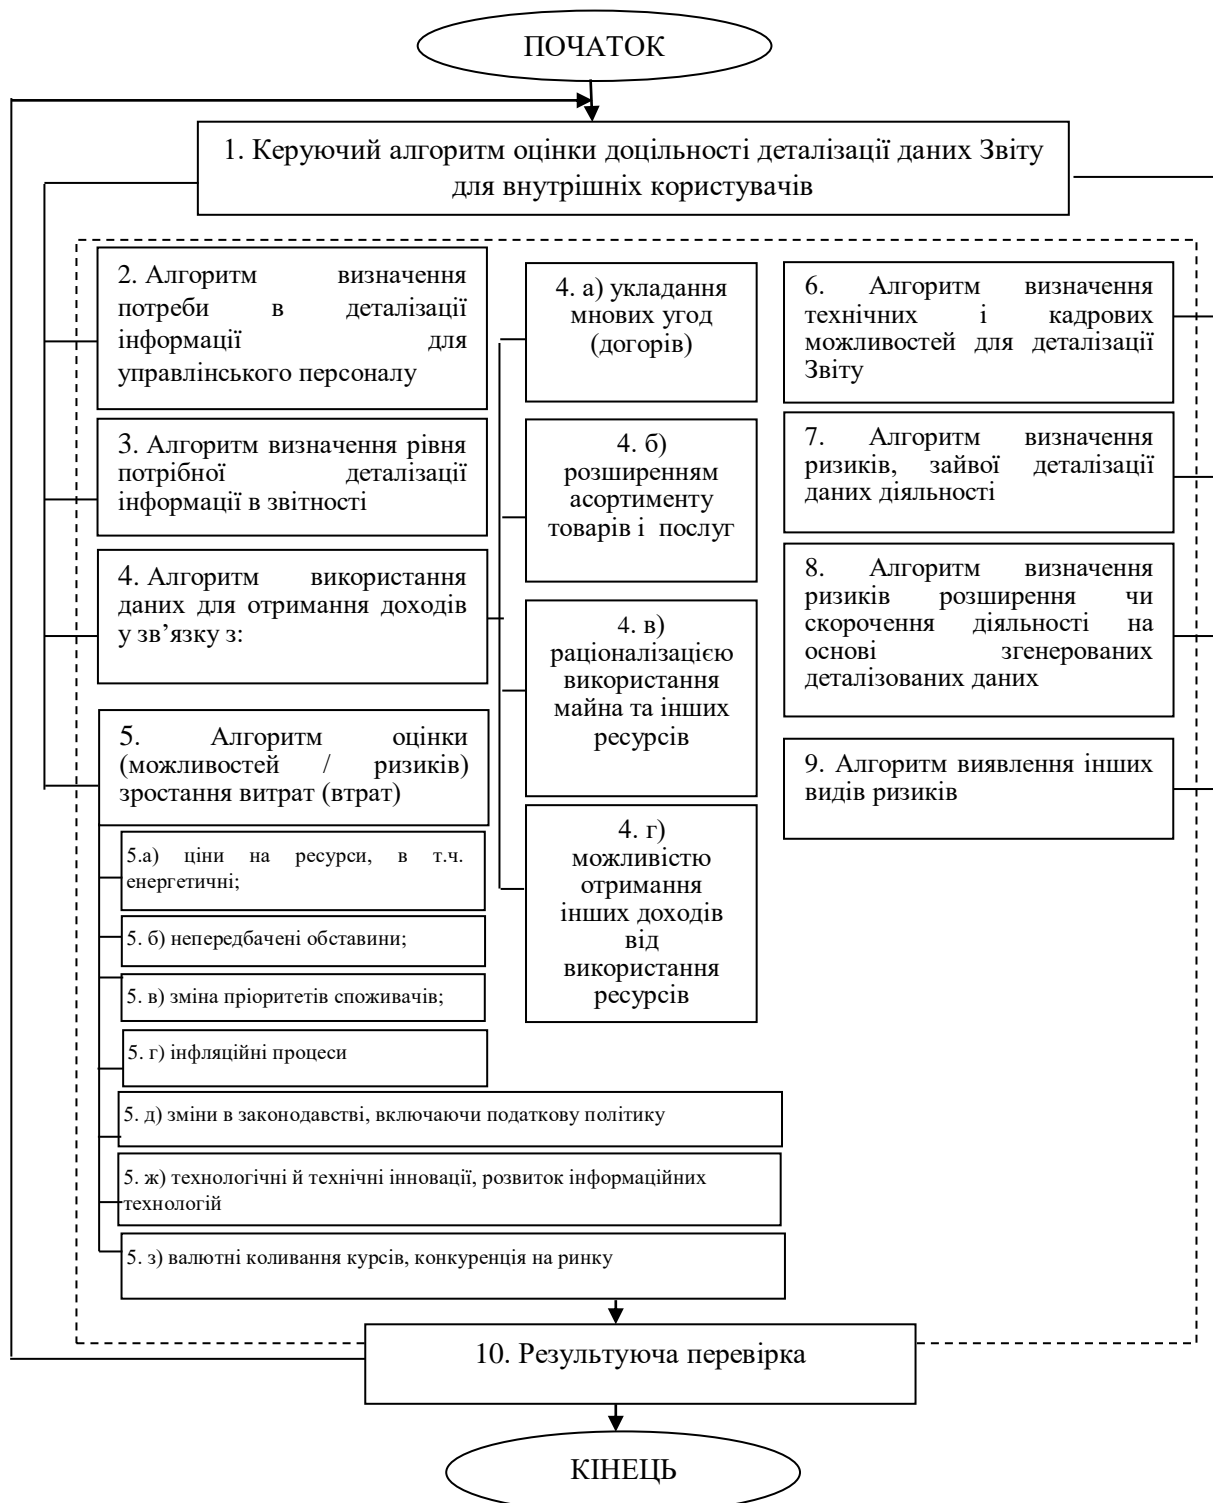 ПОЧАТОК
1. Керуючий алгоритм оцінки доцільності деталізації даних Звіту
для внутрішніх користувачів
2. Алгоритм визначення
потреби в деталізації
інформації для
управлінського персоналу
3. Алгоритм визначення рівня
потрібної деталізації
інформації в звітності
4. Алгоритм використання
даних для отримання доходів
у зв’язку з:
5. Алгоритм оцінки
(можливостей / ризиків)
зростання витрат (втрат)
5.а) ціни на ресурси, в т.ч.
енергетичні;
5. б) непередбачені обставини;
5. в) зміна пріоритетів споживачів;
5. г) інфляційні процеси
5. д) зміни в законодавстві, включаючи податкову політику
5. ж) технологічні й технічні інновації, розвиток інформаційних
технологій
5. з) валютні коливання курсів, конкуренція на ринку
4. а) укладання
мнових угод
(догорів)
4. б)
розширенням
асортименту
товарів і послуг
4. в)
раціоналізацією
використання
майна та інших
ресурсів
4. г)
можливістю
отримання
інших доходів
від
використання
ресурсів
6. Алгоритм визначення
технічних і кадрових
можливостей для деталізації
Звіту
7. Алгоритм визначення
ризиків, зайвої деталізації
даних діяльності
8. Алгоритм визначення
ризиків розширення чи
скорочення діяльності на
основі згенерованих
деталізованих даних
9. Алгоритм виявлення інших
видів ризиків
10. Результуюча перевірка
КІНЕЦЬ